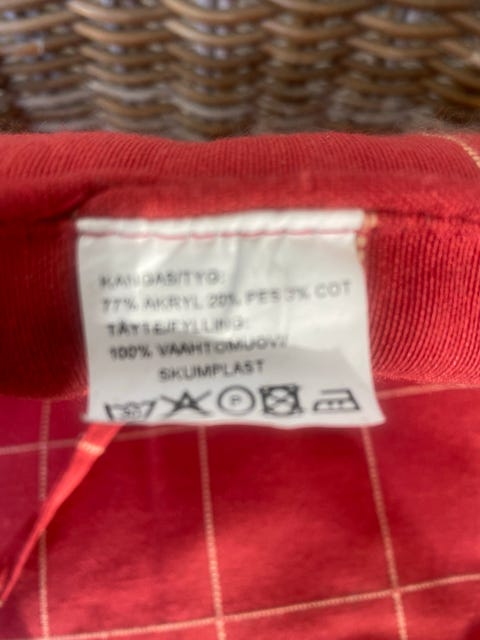 KANGAS/TYG:
77% AKRYL 20% PES 3% COT
TÄYTE/FYLLING:
100% VAAHTOMUOVI/
SKUMPLAST
P